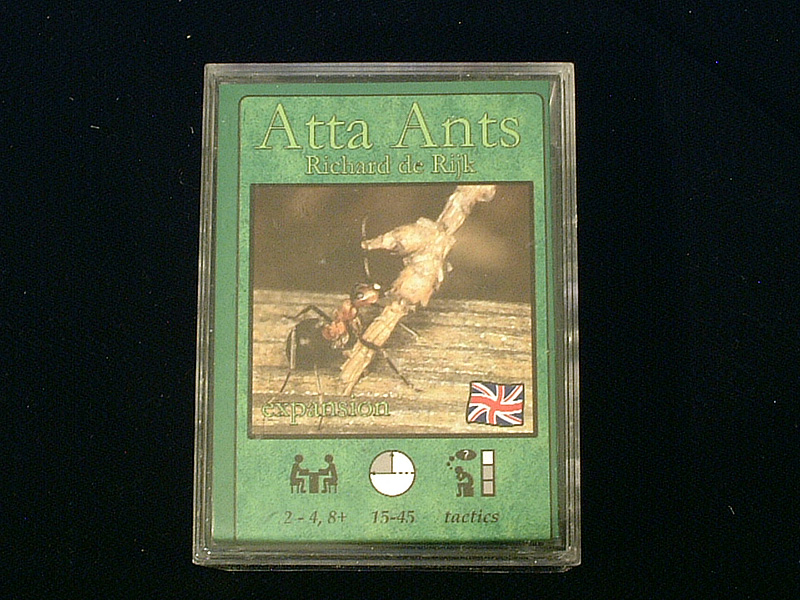 Atta Ants
Richard de Rijk
expansion
?
2 - 4, 8+ 15-45 tactics